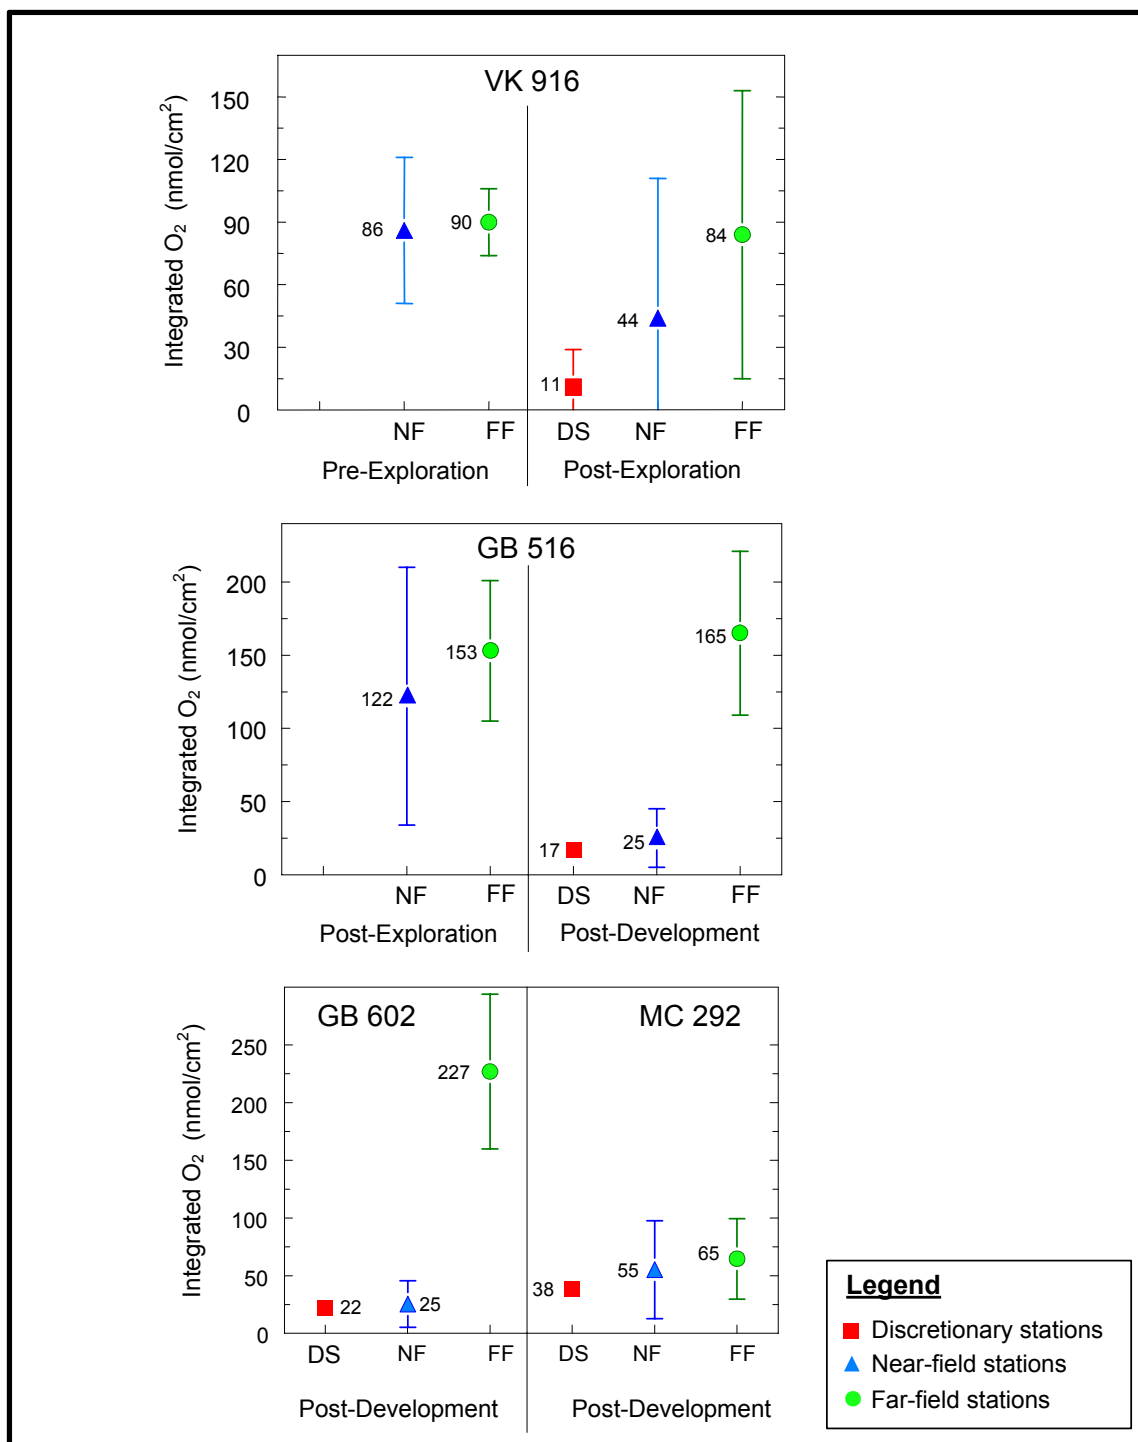 VK 916
Integrated O2 (nmol/cm2)
150
120
90
60
30
0
86
90
11
44
84
NF FF DS NF FF
Pre-Exploration Post-Exploration
GB 516
Integrated O2 (nmol/cm2)
200
150
100
50
0
122
153
17
25
165
NF FF DS NF FF
Post-Exploration Post-Development
GB 602 MC 292
Integrated O2 (nmol/cm2)
250
200
150
100
50
0
22
25
227
38
55
65
DS NF FF DS NF FF
Post-Development Post-Development
Legend
Discretionary stations
Near-field stations
Far-field stations